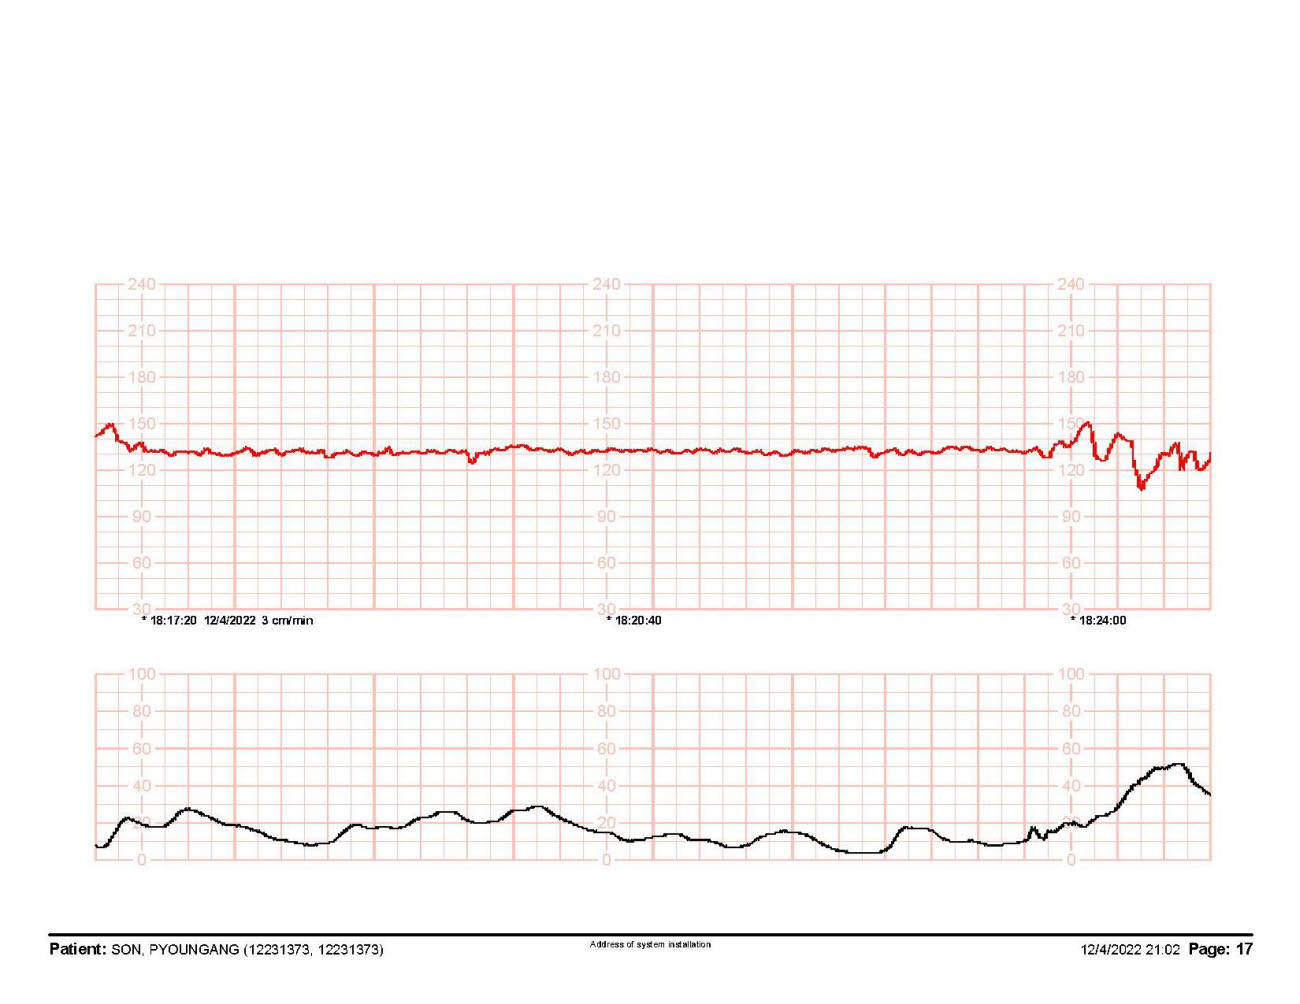 240 240 240
210 210 210
180 180 180
150 150 150
120 120 120
90 90 90
60 60 60
30 30 30
* 18:17:20 12/4/2022 3 cm/min * 18:20:40 * 18:24:00
100 100 100
80 80 80
60 60 60
40 40 40
20 20 20
0 0 0
Patient: SON, PYOUNGANG (12231373, 12231373) Address of system installation 12/4/2022 21:02 Page: 17